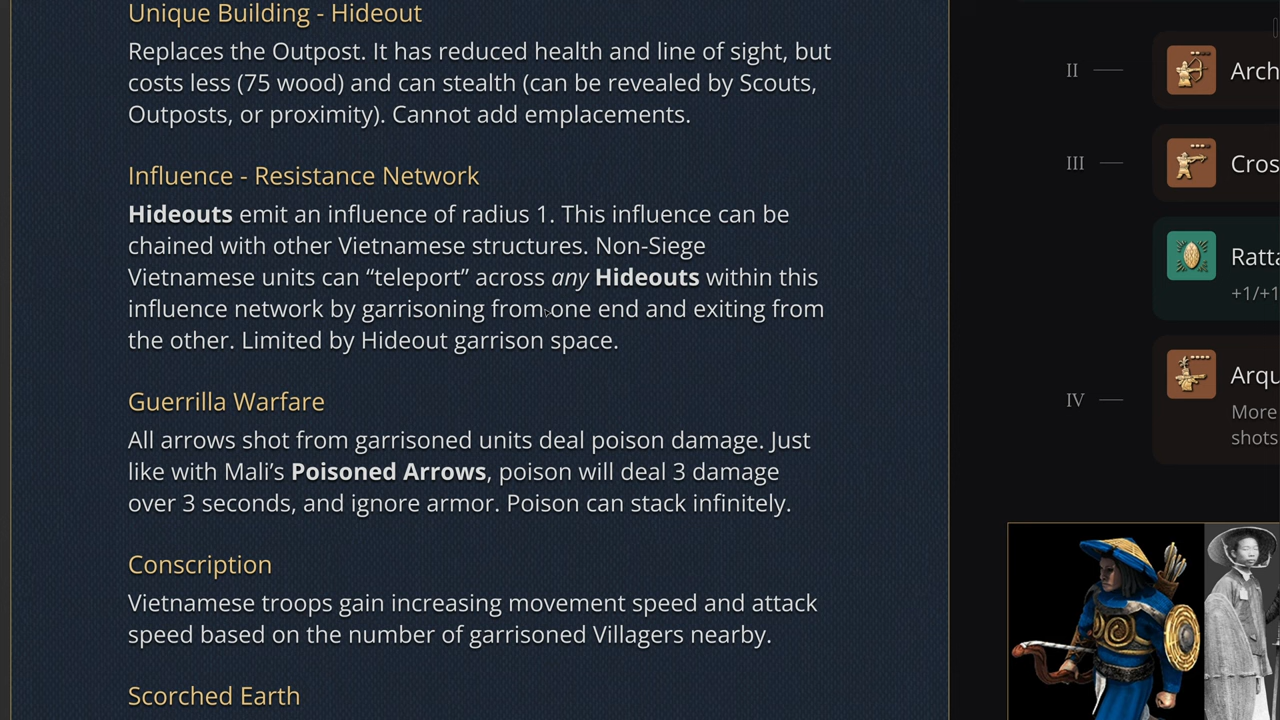 Unique Building - Hideout
Replaces the Outpost. It has reduced health and line of sight, but
costs less (75 wood) and can stealth (can be revealed by Scouts,
Outposts, or proximity). Cannot add emplacements.
Influence - Resistance Network
Hideouts emit an influence of radius 1. This influence can be
chained with other Vietnamese structures. Non-Siege
Vietnamese units can “teleport” across any Hideouts within this
influence network by garrisoning from one end and exiting from
the other. Limited by Hideout garrison space.
Guerrilla Warfare
All arrows shot from garrisoned units deal poison damage. Just
like with Mali’s Poisoned Arrows, poison will deal 3 damage
over 3 seconds, and ignore armor. Poison can stack infinitely.
Conscription
Vietnamese troops gain increasing movement speed and attack
speed based on the number of garrisoned Villagers nearby.
Scorched Earth
II
Arch
III
Cros
Ratta
+1/+1
IV
Arqu
More
shots